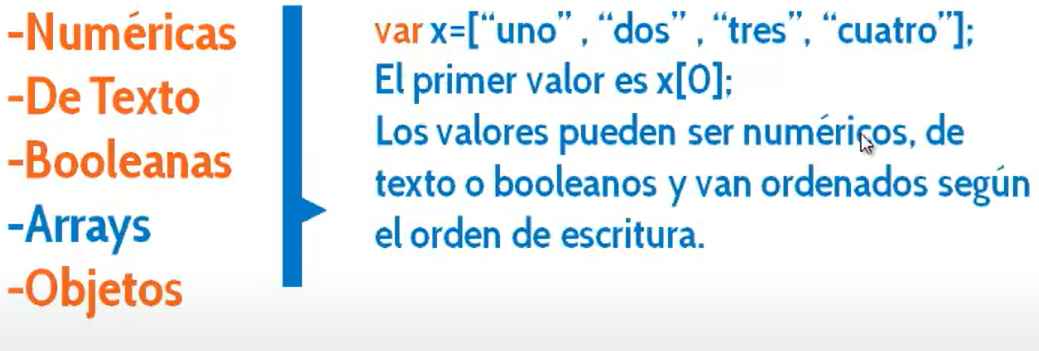 -Numéricas
-De Texto
-Booleanas
-Arrays
-Objetos
var x=[“uno” , “dos” ,“tres”, “cuatro”];
El primer valor es x[0];
Los valores pueden ser numéricos, de
texto o booleanos y van ordenados según
el orden de escritura.